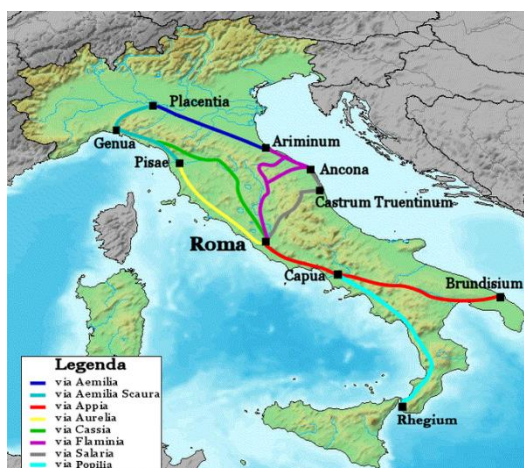 Placentia
Genua
Ariminum
Pisae
Ancona
Castrum Truentinum
Roma
Capua
Brundisium
Rhegium
Legenda
via Aemilia
via Aemilia Scaura
via Appia
via Aurelia
via Cassia
via Flaminia
via Salaria
via Popilia